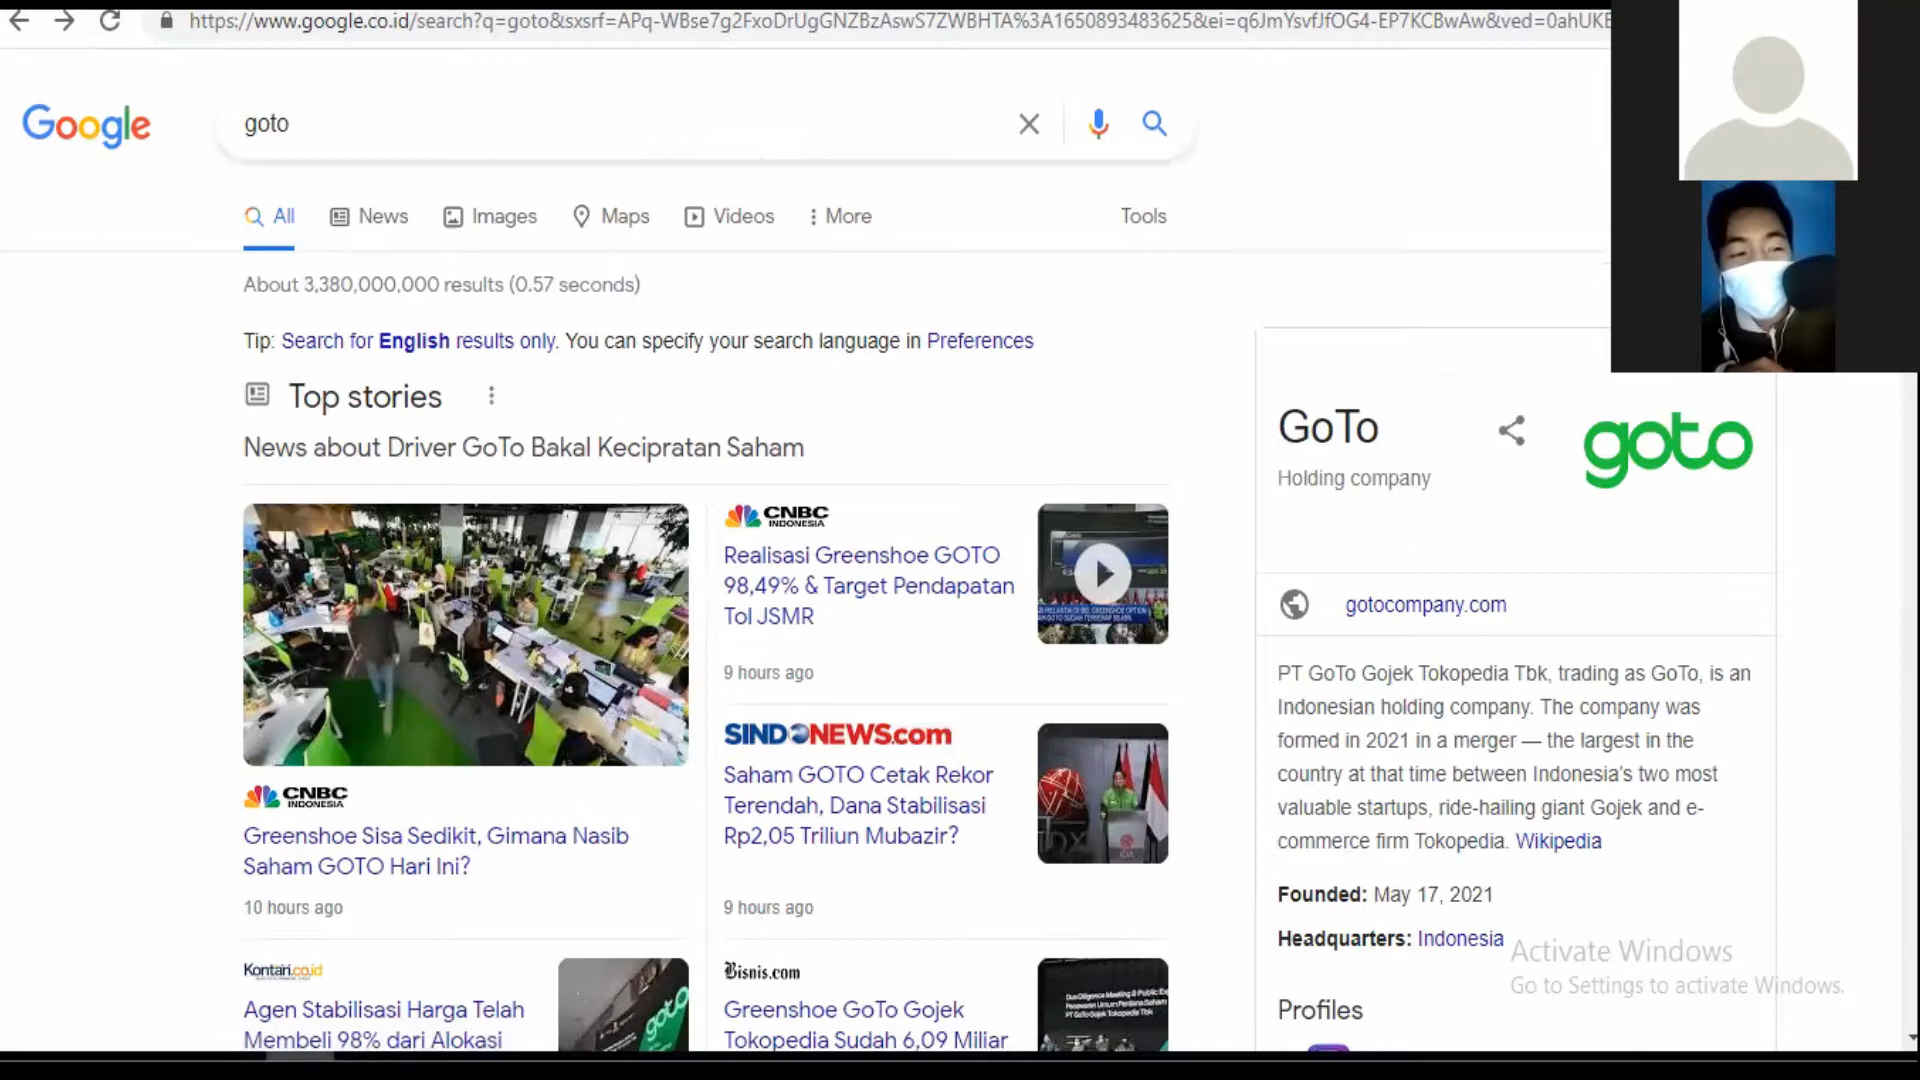 https://www.google.co.id/search?q=goto&sxsrf=APq-WBse7g2FxoDrUgGNZBzAswS7ZWBHTA%3A1650893483625&ei=q6JmYsvfJfOG4-EP7KCBwAw&ved=0ahUKE
Google
goto
All
News
Images
Maps
Videos
More
Tools
About 3,380,000,000 results (0.57 seconds)
Tip: Search for English results only. You can specify your search language in Preferences
Top stories
News about Driver GoTo Bakal Kecipratan Saham
CNBC
INDONESIA
Greenshoe Sisa Sedikit, Gimana Nasib
Saham GOTO Hari Ini?
10 hours ago
Kontan.co.id
Agen Stabilisasi Harga Telah
Membeli 98% dari Alokasi
goto
CNBC
INDONESIA
Realisasi Greenshoe GOTO
98,49% & Target Pendapatan
Tol JSMR
9 hours ago
SINDONEWS.com
Saham GOTO Cetak Rekor
Terendah, Dana Stabilisasi
Rp2,05 Triliun Mubazir?
9 hours ago
IDX
Bisnis.com
Greenshoe GoTo Gojek
Tokopedia Sudah 6,09 Miliar
GoTo
Holding company
goto
gotocompany.com
PT GoTo Gojek Tokopedia Tbk, trading as GoTo, is an
Indonesian holding company. The company was
formed in 2021 in a merger — the largest in the
country at that time between Indonesia's two most
valuable startups, ride-hailing giant Gojek and e-
commerce firm Tokopedia. Wikipedia
Founded: May 17, 2021
Headquarters: Indonesia
Profiles
Activate Windows
Go to Settings to activate Windows.